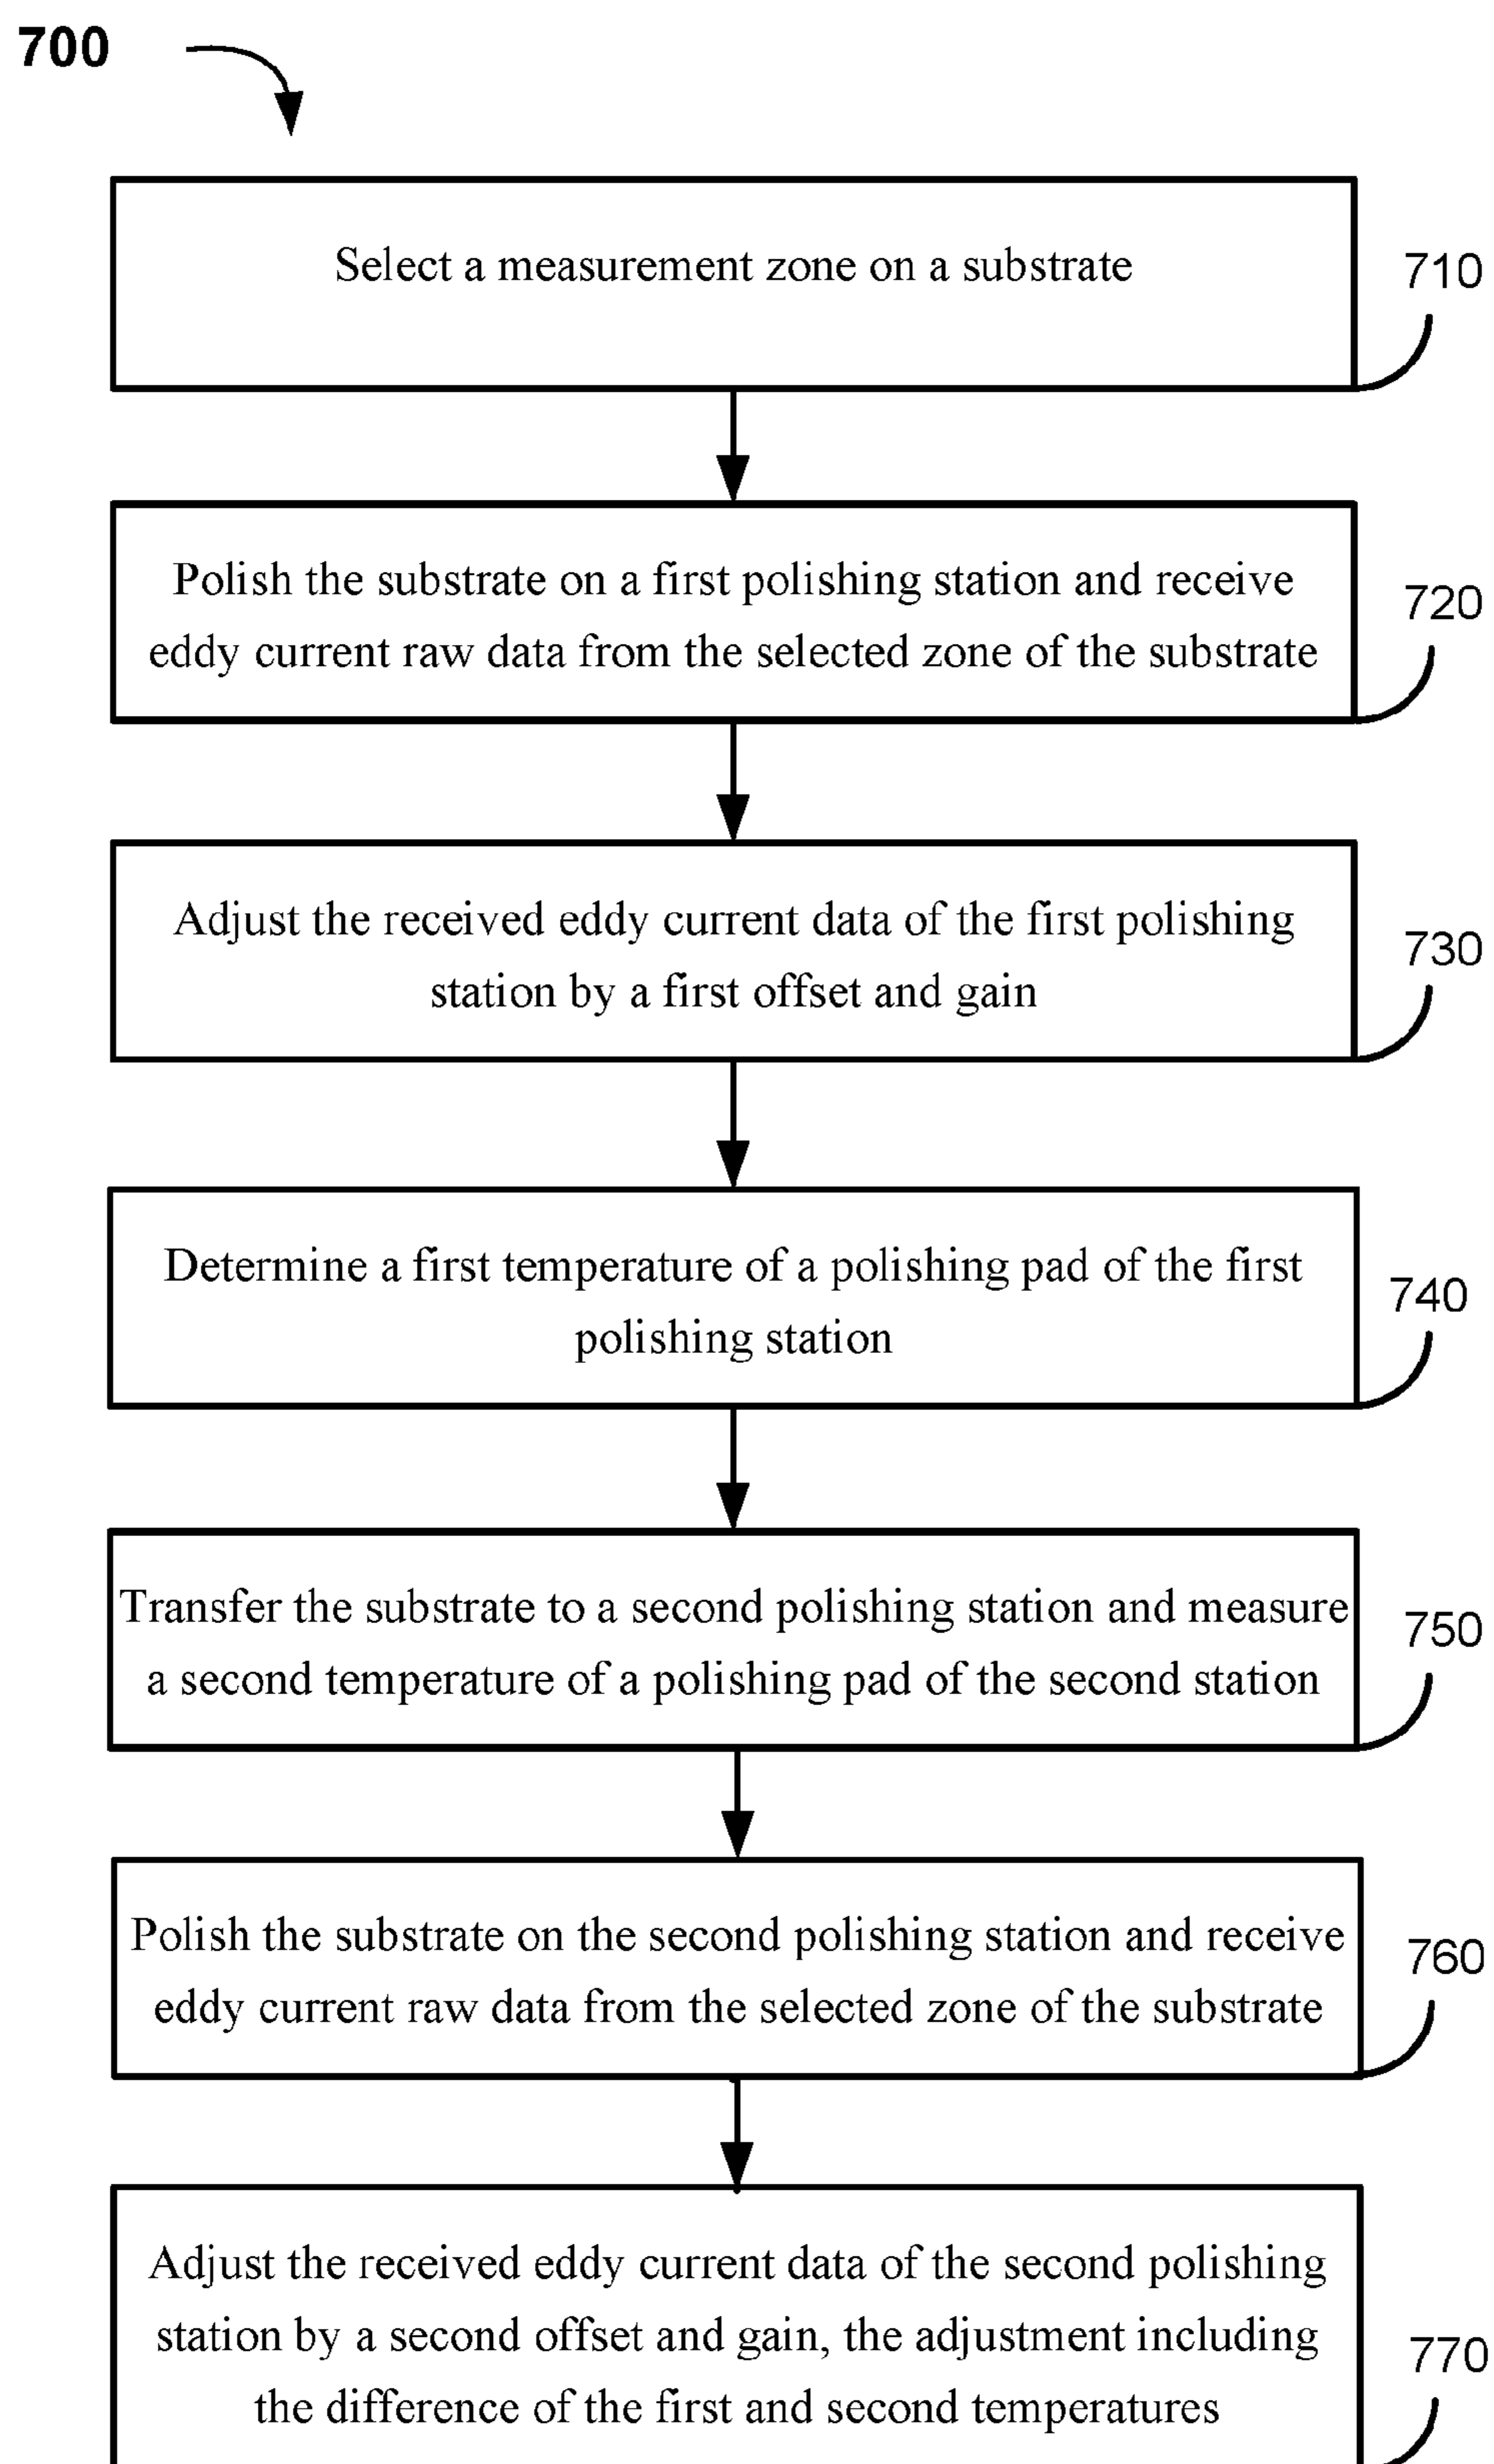 700
Select a measurement zone on a substrate
710
Polish the substrate on a first polishing station and receive
eddy current raw data from the selected zone of the substrate
720
Adjust the received eddy current data of the first polishing
station by a first offset and gain
730
Determine a first temperature of a polishing pad of the first
polishing station
740
Transfer the substrate to a second polishing station and measure
a second temperature of a polishing pad of the second station
750
Polish the substrate on the second polishing station and receive
eddy current raw data from the selected zone of the substrate
760
Adjust the received eddy current data of the second polishing
station by a second offset and gain, the adjustment including
the difference of the first and second temperatures
770